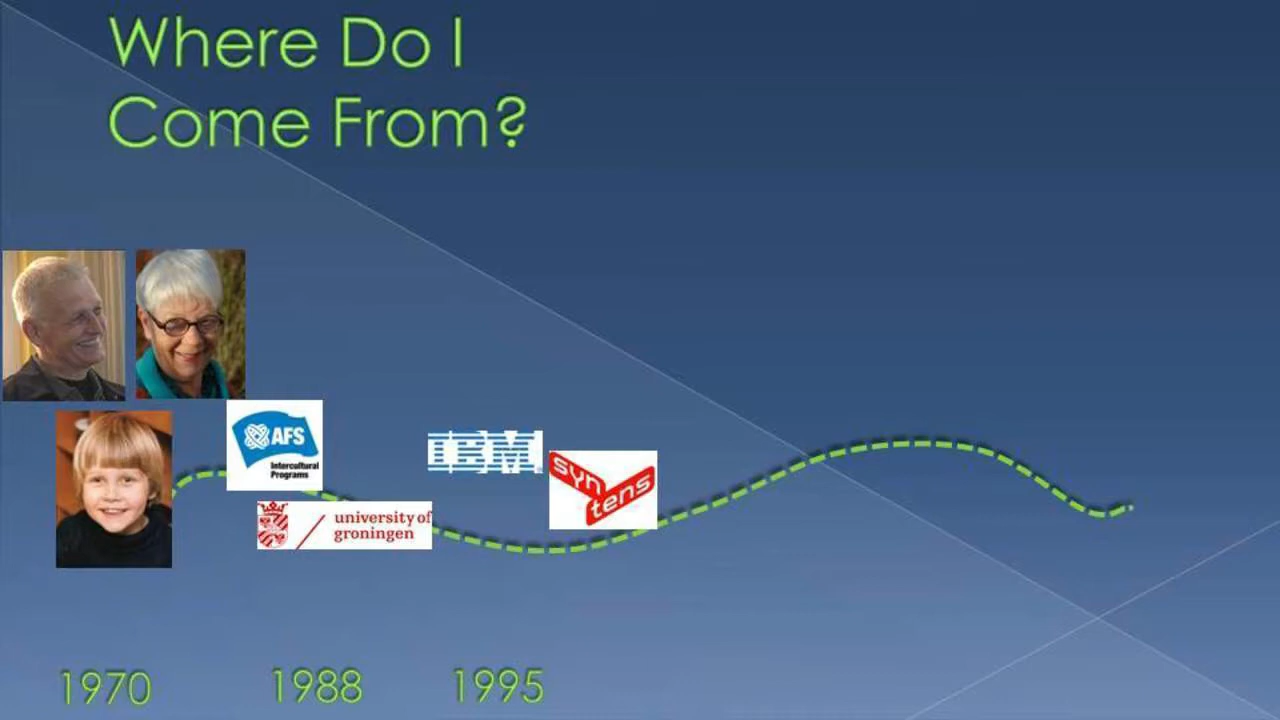 Where Do I
Come From?
AFS
Intercultural
Programs
IBM
syn
tens
university of
groningen
1970
1988
1995